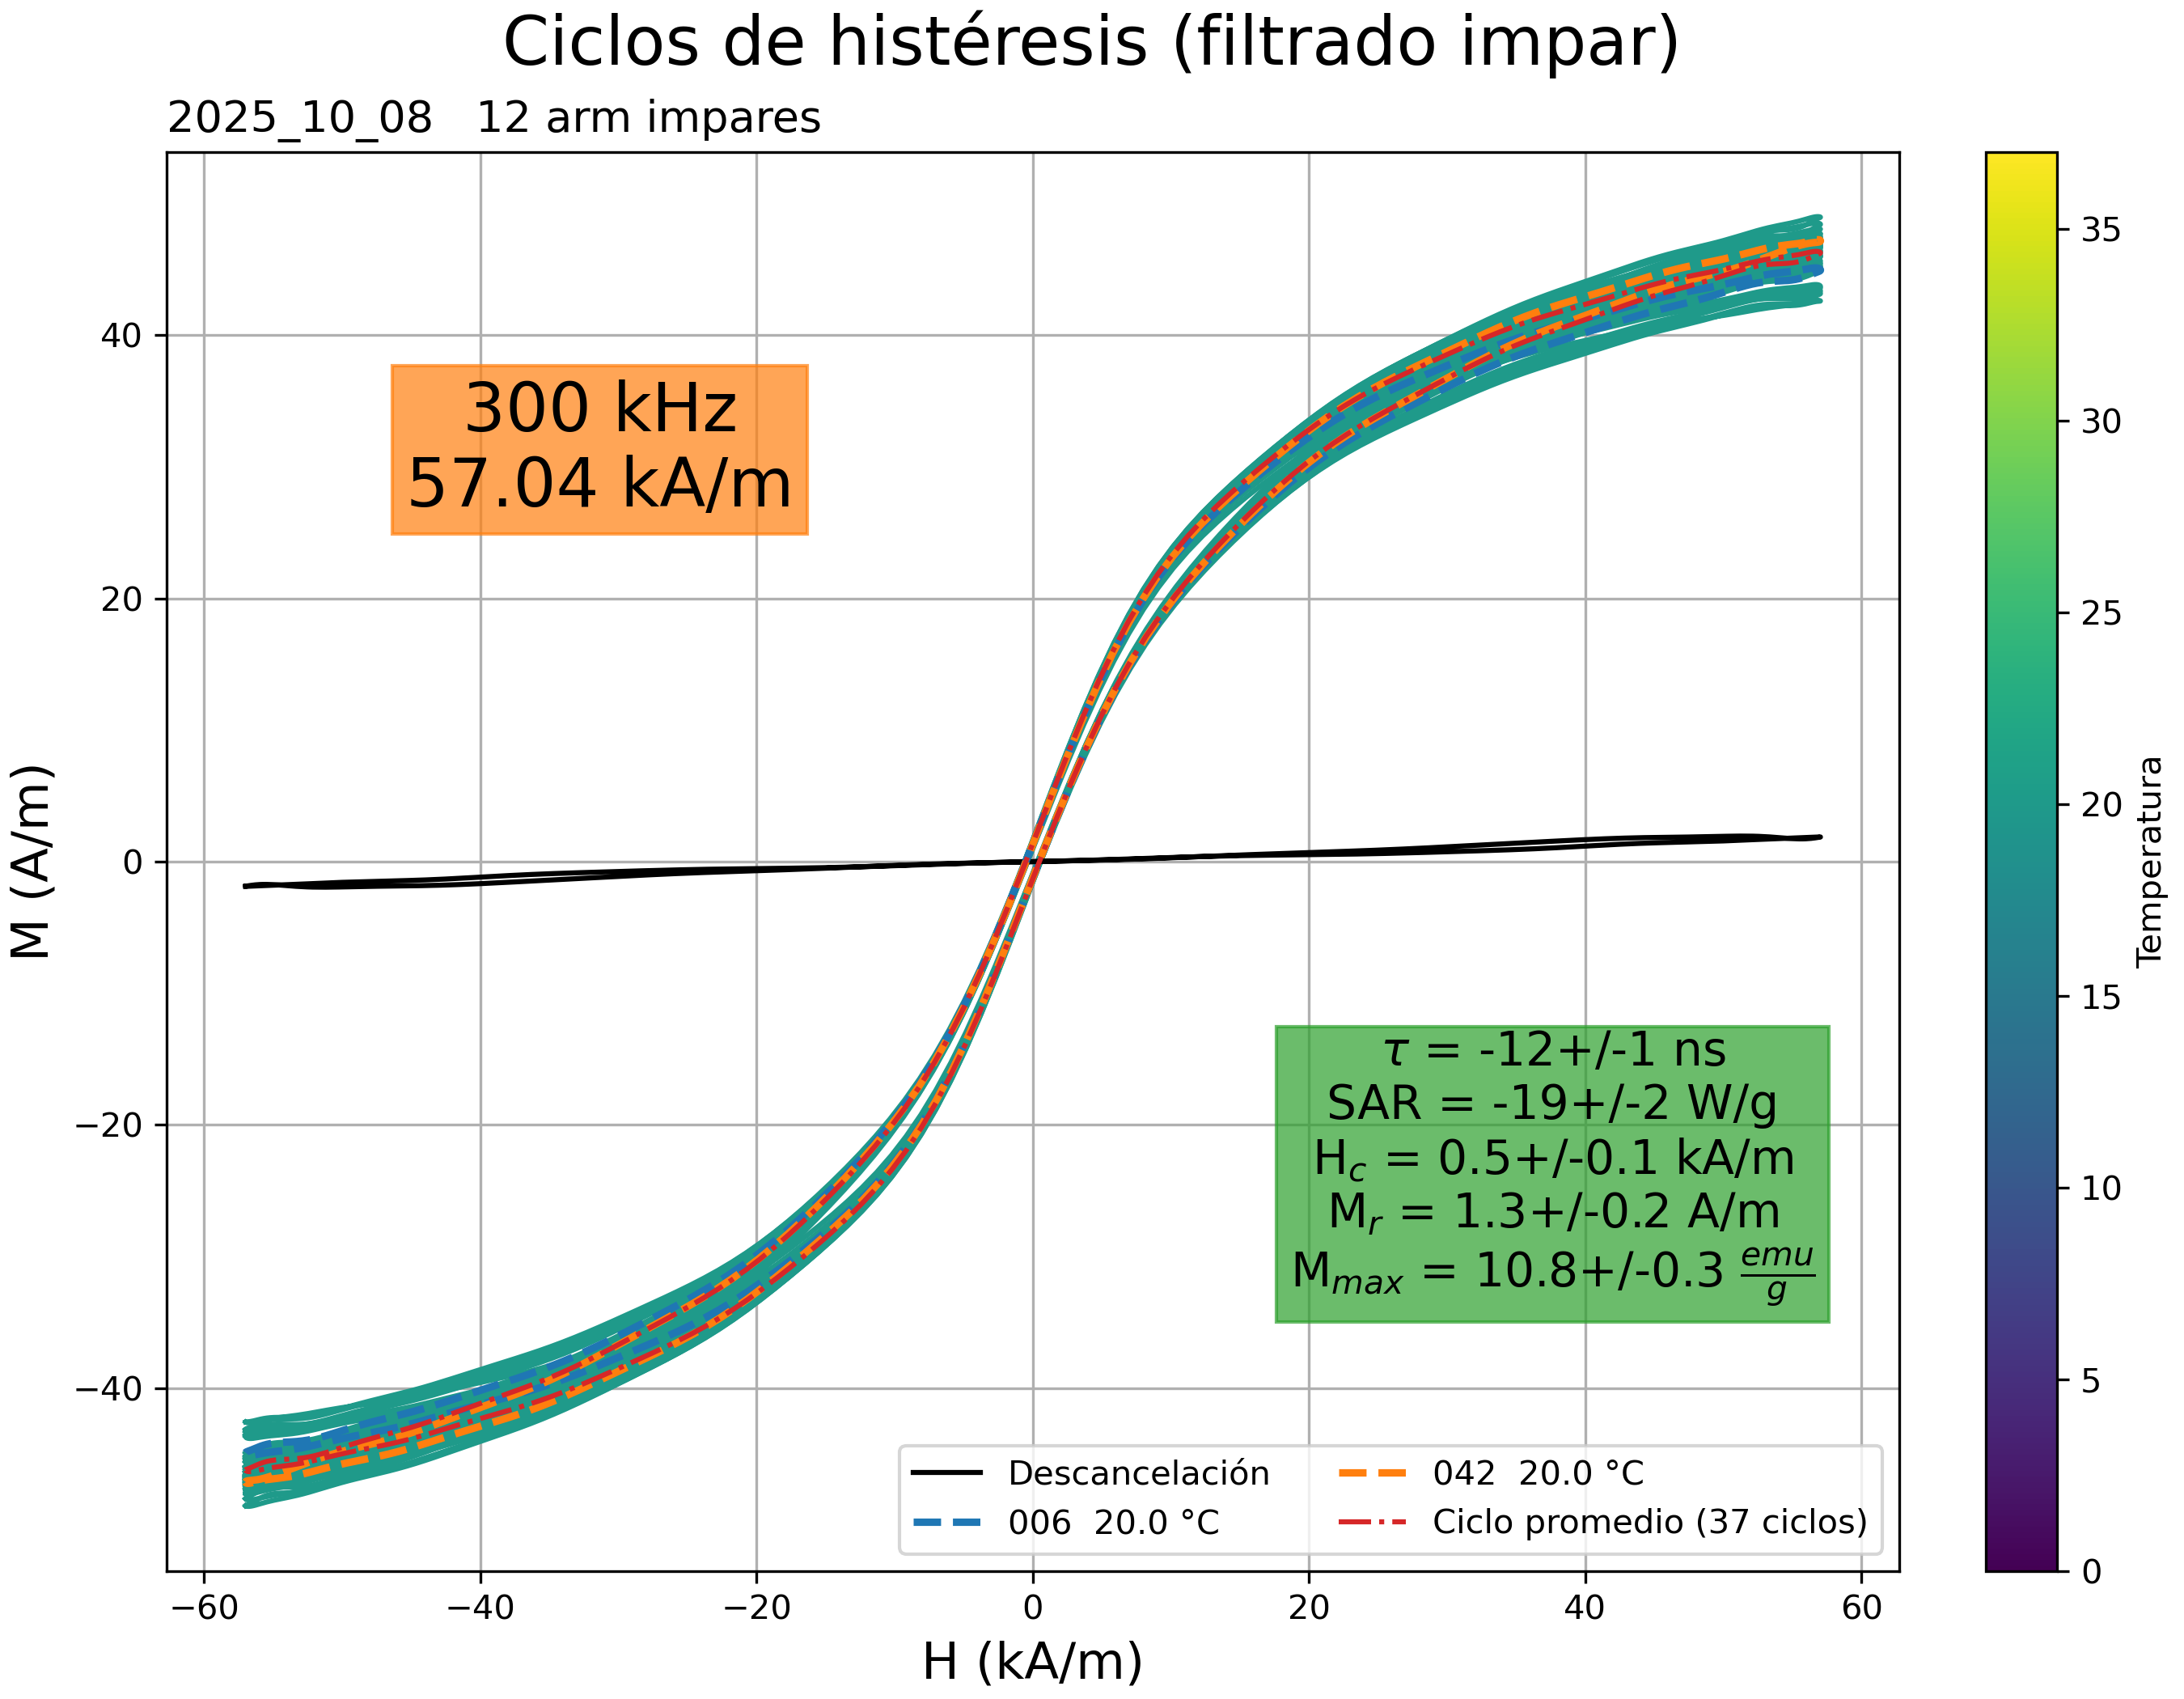 Ciclos de histéresis (filtrado impar)
2025_10_08   12 arm impares
300 kHz
57.04 kA/m
M (A/m)
40
20
0
−20
−40
τ = -12+/-1 ns
SAR = -19+/-2 W/g
H_c = 0.5+/-0.1 kA/m
M_r = 1.3+/-0.2 A/m
M_max = 10.8+/-0.3 emu/g
Descancelación
006  20.0 °C
042  20.0 °C
Ciclo promedio (37 ciclos)
−60 −40 −20 0 20 40 60
H (kA/m)
35
30
25
20
15
10
5
0
Temperatura